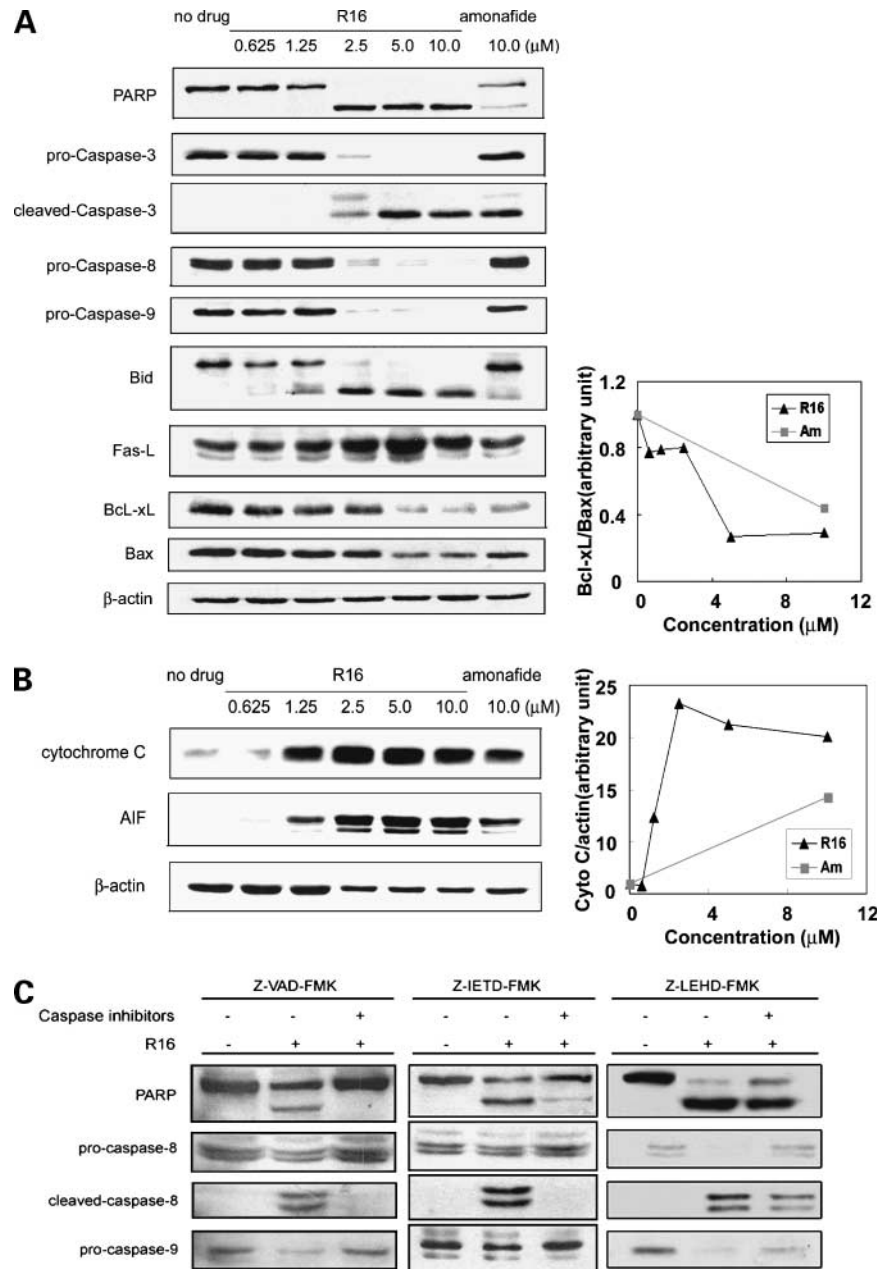 A
no drug R16 amonafide
0.625 1.25 2.5 5.0 10.0 10.0 (μM)
PARP
pro-Caspase-3
cleaved-Caspase-3
pro-Caspase-8
pro-Caspase-9
Bid
Fas-L
BcL-xL
Bax
β-actin
Bcl-xL/Bax(arbitrary unit)
1.2
0.8
0.4
0
R16
Am
0 4 8 12
Concentration (μM)
B
no drug R16 amonafide
0.625 1.25 2.5 5.0 10.0 10.0 (μM)
cytochrome C
AIF
β-actin
Cyto C/actin(arbitrary unit)
25
20
15
10
0
R16
Am
0 4 8 12
Concentration (μM)
C
Z-VAD-FMK Z-IETD-FMK Z-LEHD-FMK
Caspase inhibitors - - + - - + - - +
R16 - + + - + + - + +
PARP
pro-caspase-8
cleaved-caspase-8
pro-caspase-9